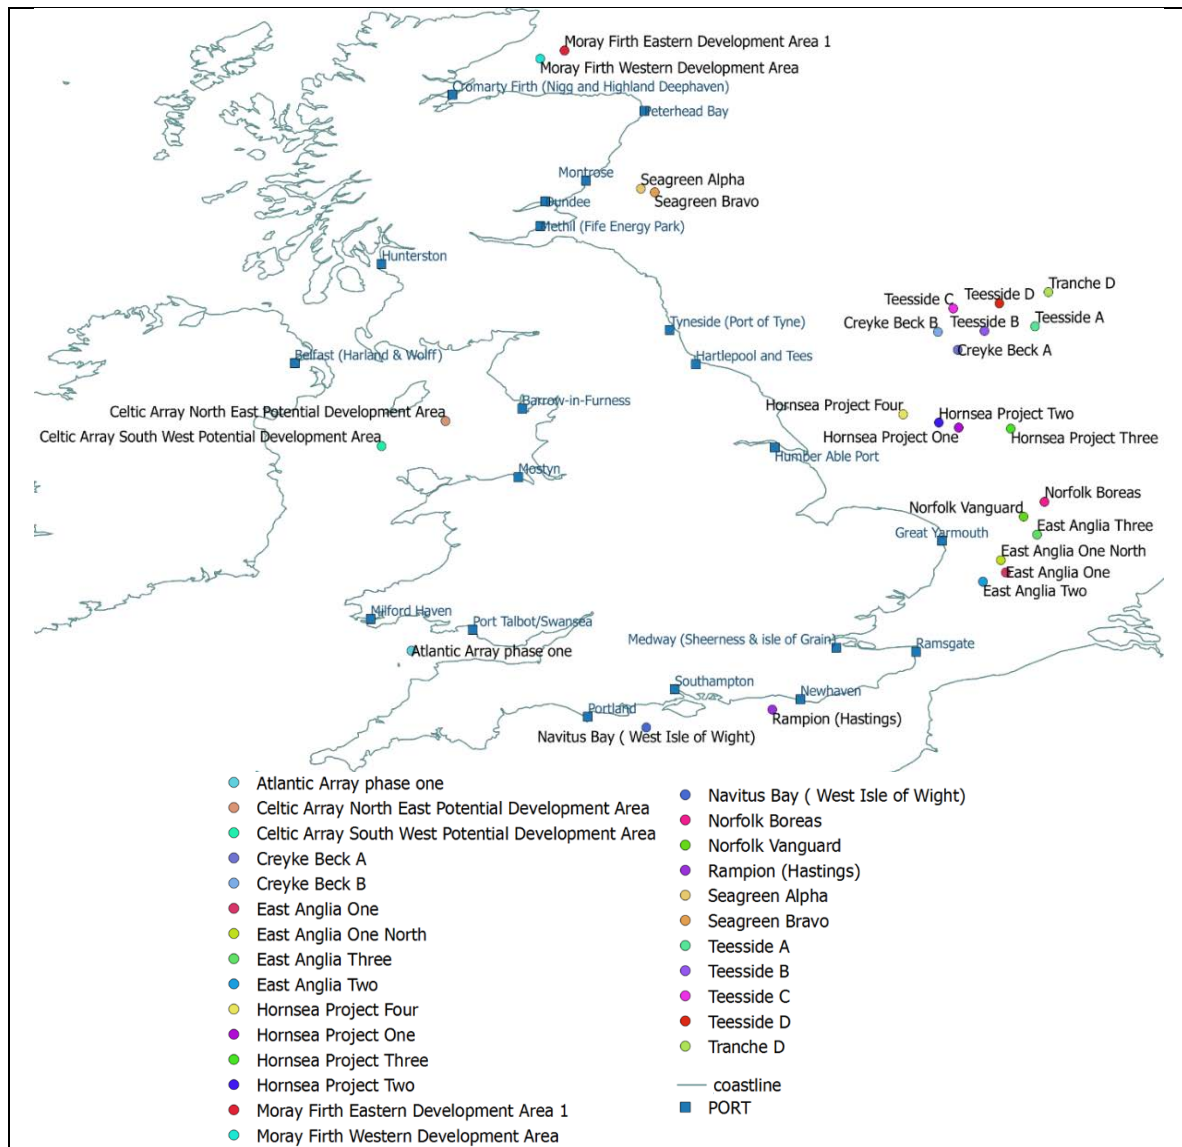 Moray Firth Eastern Development Area 1
Moray Firth Western Development Area
Cromarty Firth (Nigg and Highland Deephaven)
Peterhead Bay
Montrose
Seagreen Alpha
Dundee
Seagreen Bravo
Methil (Fife Energy Park)
Hunterston
Tranche D
Teesside D
Teesside C
Teesside A
Tyneside (Port of Tyne)
Creyke Beck B
Teesside B
Creyke Beck A
Belfast (Harland & Wolff)
Hartlepool and Tees
Barrow-in-Furness
Hornsea Project Four
Celtic Array North East Potential Development Area
Hornsea Project Two
Celtic Array South West Potential Development Area
Hornsea Project One
Hornsea Project Three
Humber Able Port
Mostyn
Norfolk Boreas
Norfolk Vanguard
East Anglia Three
Great Yarmouth
East Anglia One North
East Anglia One
East Anglia Two
Milford Haven
Port Talbot/Swansea
Medway (Sheerness & isle of Grain)
Ramsgate
Atlantic Array phase one
Southampton
Newhaven
Portland
Rampion (Hastings)
Navitus Bay ( West Isle of Wight)
Atlantic Array phase one
Celtic Array North East Potential Development Area
Celtic Array South West Potential Development Area
Creyke Beck A
Creyke Beck B
East Anglia One
East Anglia One North
East Anglia Three
East Anglia Two
Hornsea Project Four
Hornsea Project One
Hornsea Project Three
Hornsea Project Two
Moray Firth Eastern Development Area 1
Moray Firth Western Development Area
Navitus Bay ( West Isle of Wight)
Norfolk Boreas
Norfolk Vanguard
Rampion (Hastings)
Seagreen Alpha
Seagreen Bravo
Teesside A
Teesside B
Teesside C
Teesside D
Tranche D
coastline
PORT